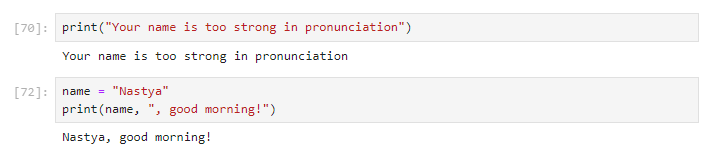 [70]: print("Your name is too strong in pronunciation")
Your name is too strong in pronunciation
[72]: name = "Nastya"
print(name, ", good morning!")
Nastya, good morning!